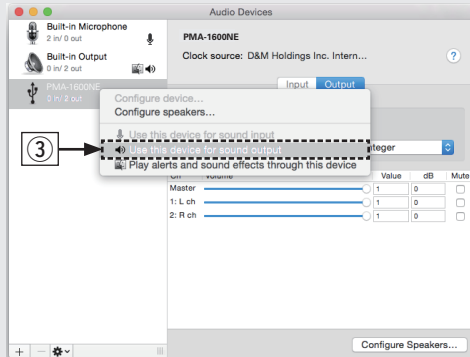 Audio Devices
Built-in Microphone
2 in/ 0 out
Built-in Output
0 in/ 2 out
PMA-1600NE
0 in/ 2 out
PMA-1600NE
Clock source: D&M Holdings Inc. Intern...
?
Input Output
Configure device...
Configure speakers...
Use this device for sound input
③
Use this device for sound output
Play alerts and sound effects through this device
teger
Ch Volume Value dB Mute
Master 1 0
1: L ch 1 0
2: R ch 1 0
Configure Speakers...